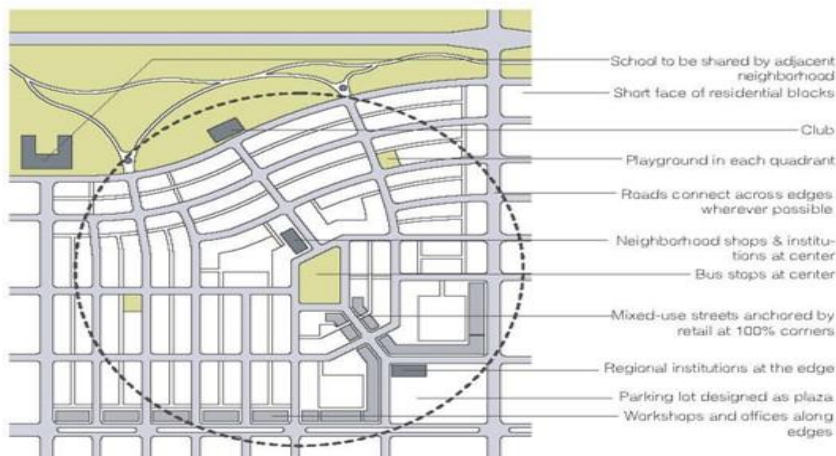 School to be shared by adjacent
neighborhood
Short face of residential blocks
Club
Playground in each quadrant
Roads connect across edges
wherever possible
Neighborhood shops & institu-
tions at center
Bus stops at center
Mixed-use streets anchored by
retail at 100% corners
Regional institutions at the edge
Parking lot designed as plaza
Workshops and offices along
edges